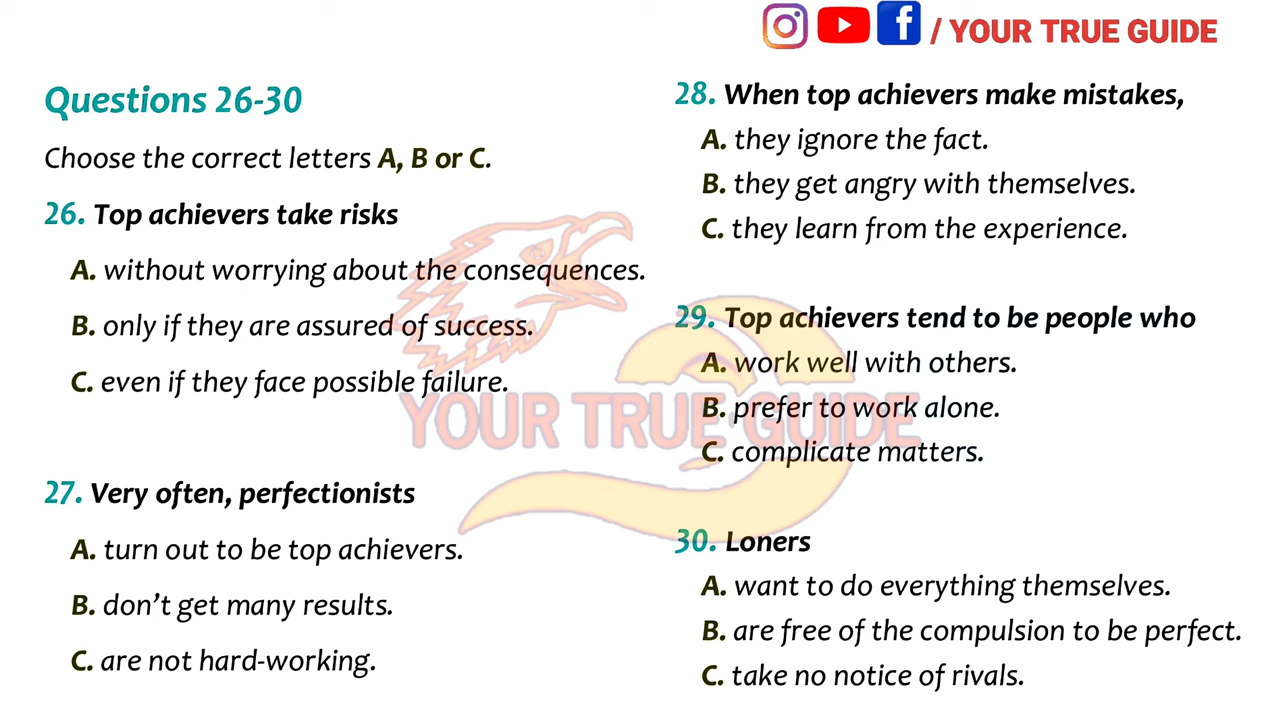 / YOUR TRUE GUIDE
Questions 26-30
Choose the correct letters A, B or C.
26. Top achievers take risks
A. without worrying about the consequences.
B. only if they are assured of success.
C. even if they face possible failure.
27. Very often, perfectionists
A. turn out to be top achievers.
B. don’t get many results.
C. are not hard-working.
28. When top achievers make mistakes,
A. they ignore the fact.
B. they get angry with themselves.
C. they learn from the experience.
29. Top achievers tend to be people who
A. work well with others.
B. prefer to work alone.
C. complicate matters.
30. Loners
A. want to do everything themselves.
B. are free of the compulsion to be perfect.
C. take no notice of rivals.
YOUR TRUE GUIDE